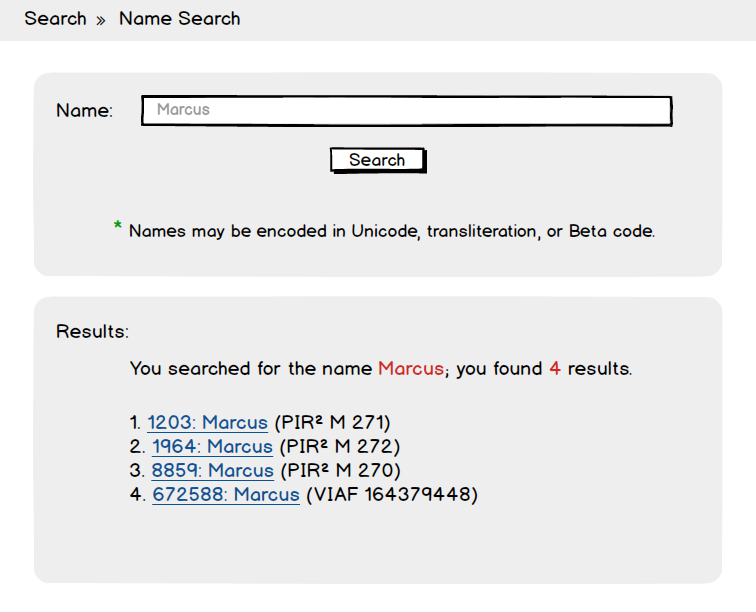 Search » Name Search
Name: Marcus
Search
* Names may be encoded in Unicode, transliteration, or Beta code.
Results:
You searched for the name Marcus; you found 4 results.
1. 1203: Marcus (PIR² M 271)
2. 1964: Marcus (PIR² M 272)
3. 8859: Marcus (PIR² M 270)
4. 672588: Marcus (VIAF 164379448)